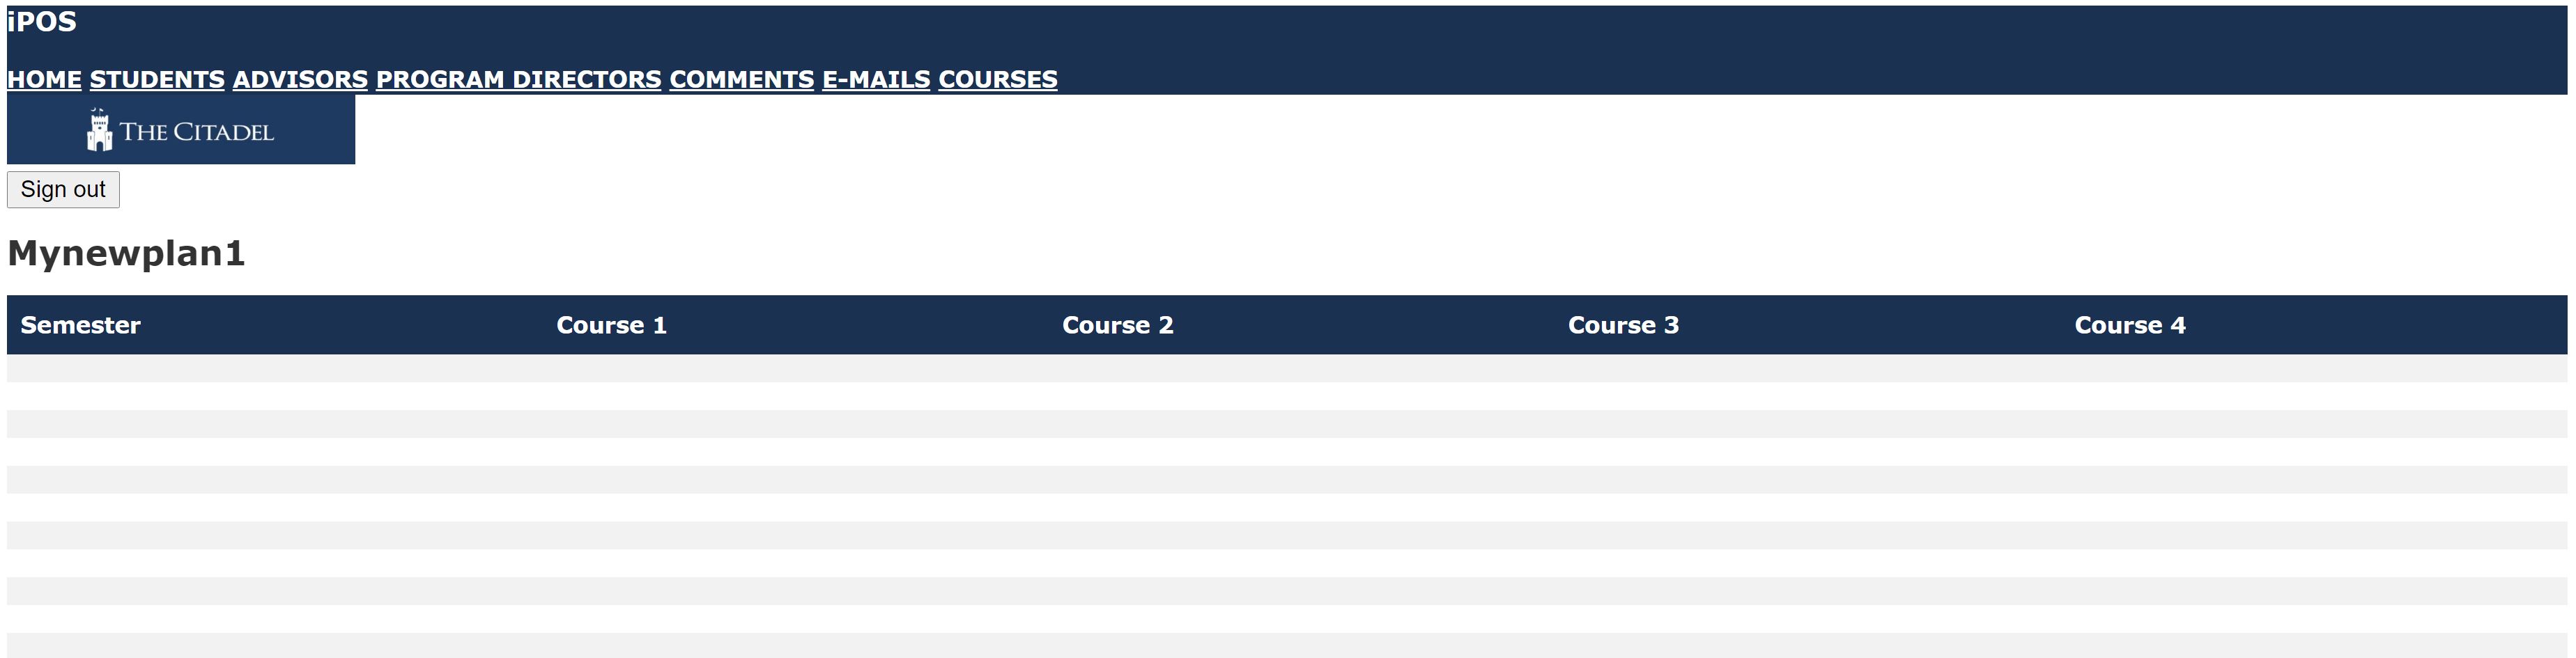 iPOS
HOME STUDENTS ADVISORS PROGRAM DIRECTORS COMMENTS E-MAILS COURSES
THE CITADEL
Sign out
Mynewplan1
Semester Course 1 Course 2 Course 3 Course 4